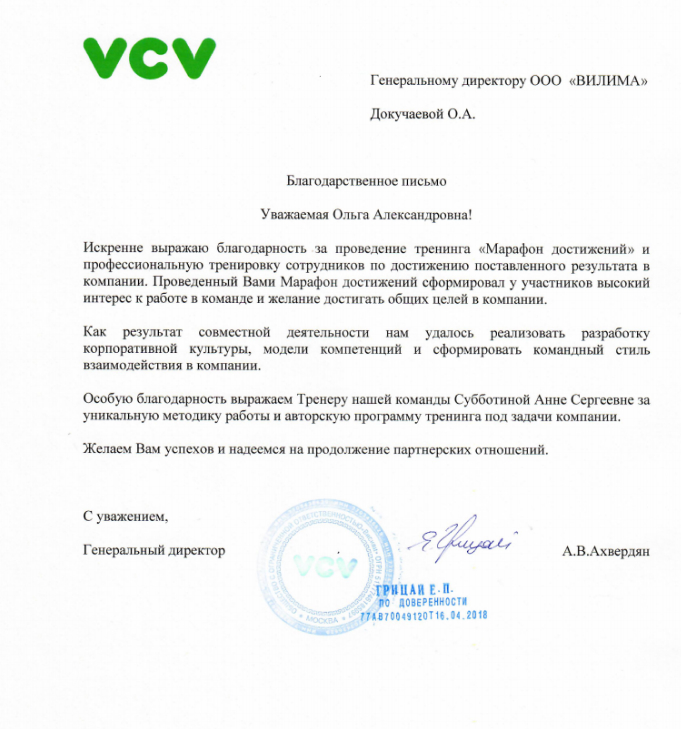 VCV
Генеральному директору ООО «ВИЛИМА»
Докучаевой О.А.
Благодарственное письмо
Уважаемая Ольга Александровна!
Искренне выражаю благодарность за проведение тренинга «Марафон достижений» и
профессиональную тренировку сотрудников по достижению поставленного результата в
компании. Проведенный Вами Марафон достижений сформировал у участников высокий
интерес к работе в команде и желание достигать общих целей в компании.
Как результат совместной деятельности нам удалось реализовать разработку
корпоративной культуры, модели компетенций и сформировать командный стиль
взаимодействия в компании.
Особую благодарность выражаем Тренеру нашей команды Субботиной Анне Сергеевне за
уникальную методику работы и авторскую программу тренинга под задачи компании.
Желаем Вам успехов и надеемся на продолжение партнерских отношений.
С уважением,
Генеральный директор
VCV
МОСКВА
Е.Грицай
А.В.Ахвердян
ГРИЦАЙ Е.П.
ПО ДОВЕРЕННОСТИ
77АВ7004912ОТ16.04.2018